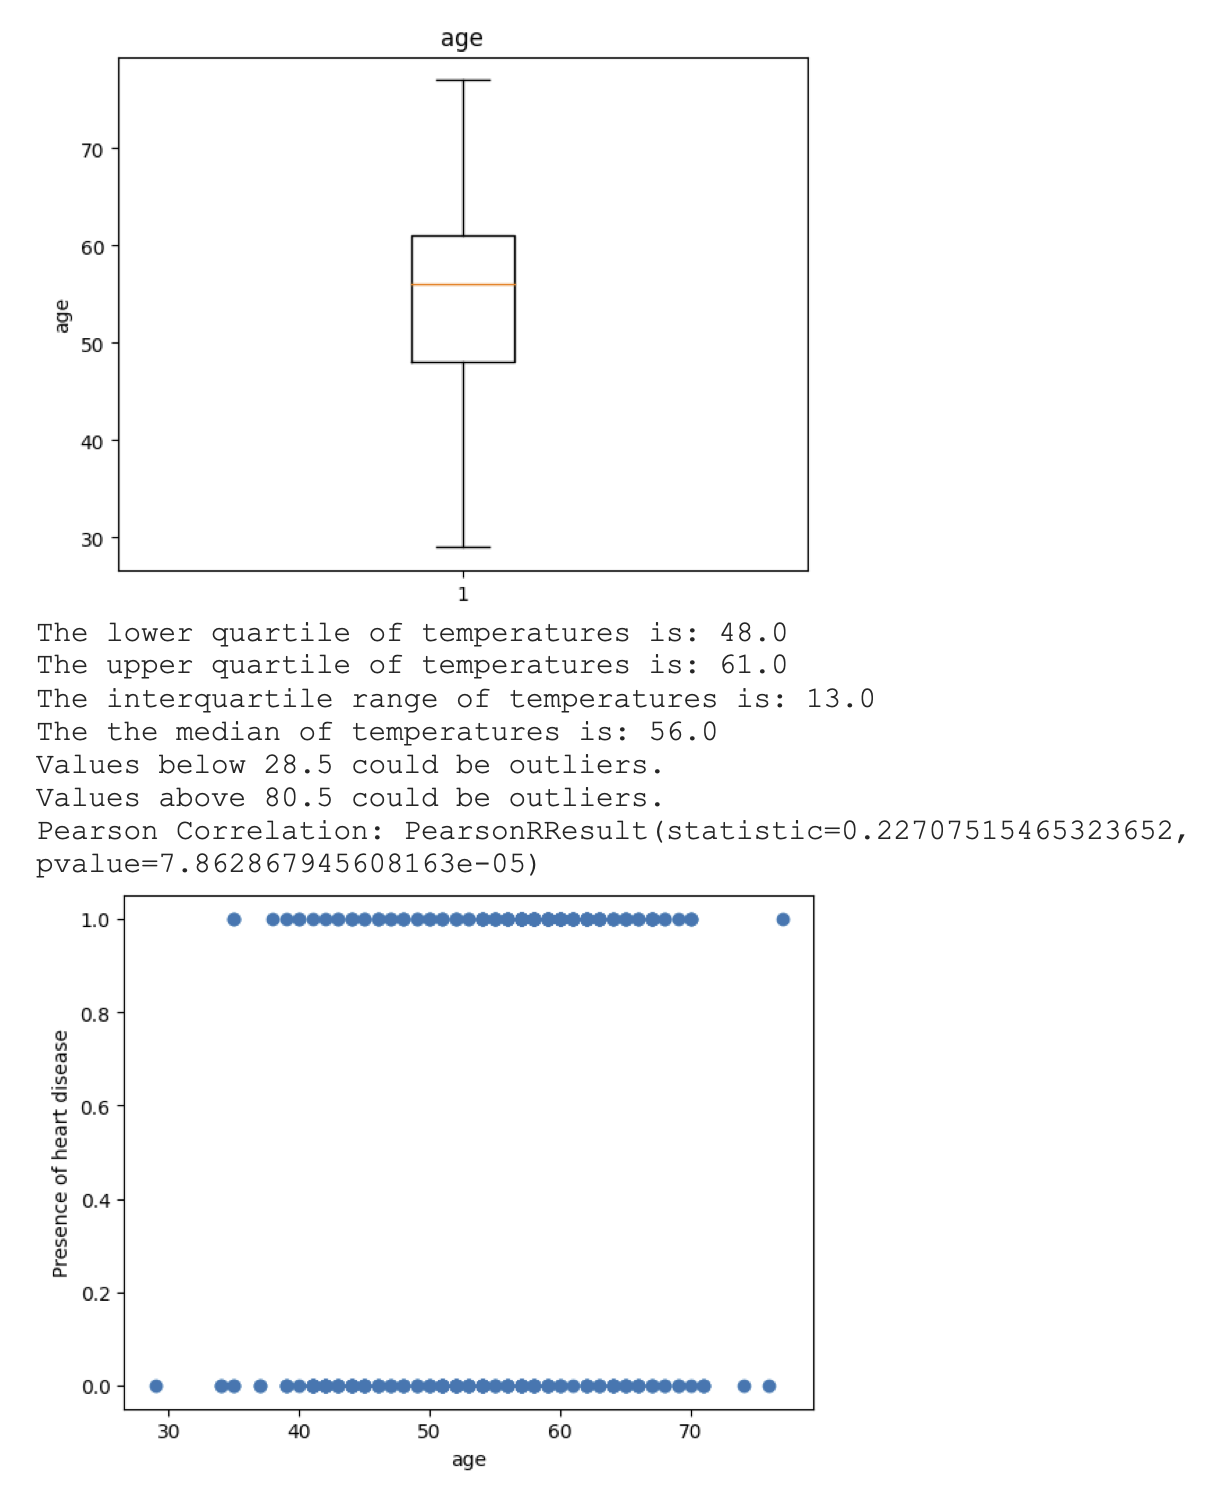 age
70
60
50
40
30
age
1
The lower quartile of temperatures is: 48.0
The upper quartile of temperatures is: 61.0
The interquartile range of temperatures is: 13.0
The the median of temperatures is: 56.0
Values below 28.5 could be outliers.
Values above 80.5 could be outliers.
Pearson Correlation: PearsonRResult(statistic=0.22707515465323652,
pvalue=7.862867945608163e-05)
1.0
0.8
0.6
0.4
0.2
0.0
Presence of heart disease
30 40 50 60 70
age